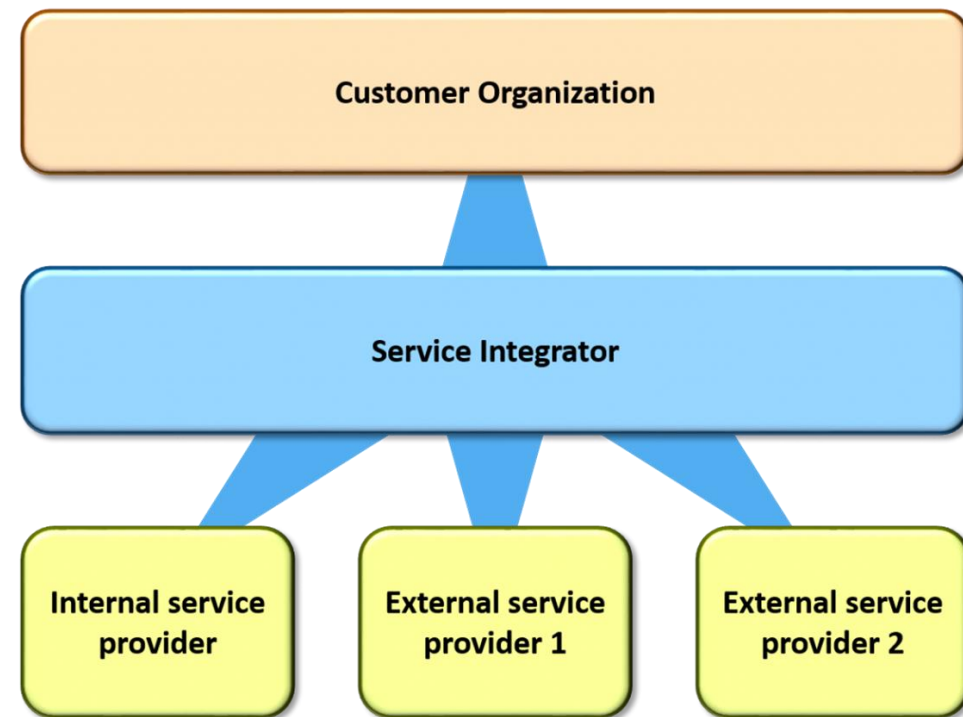 Customer Organization
Service Integrator
Internal service
provider
External service
provider 1
External service
provider 2